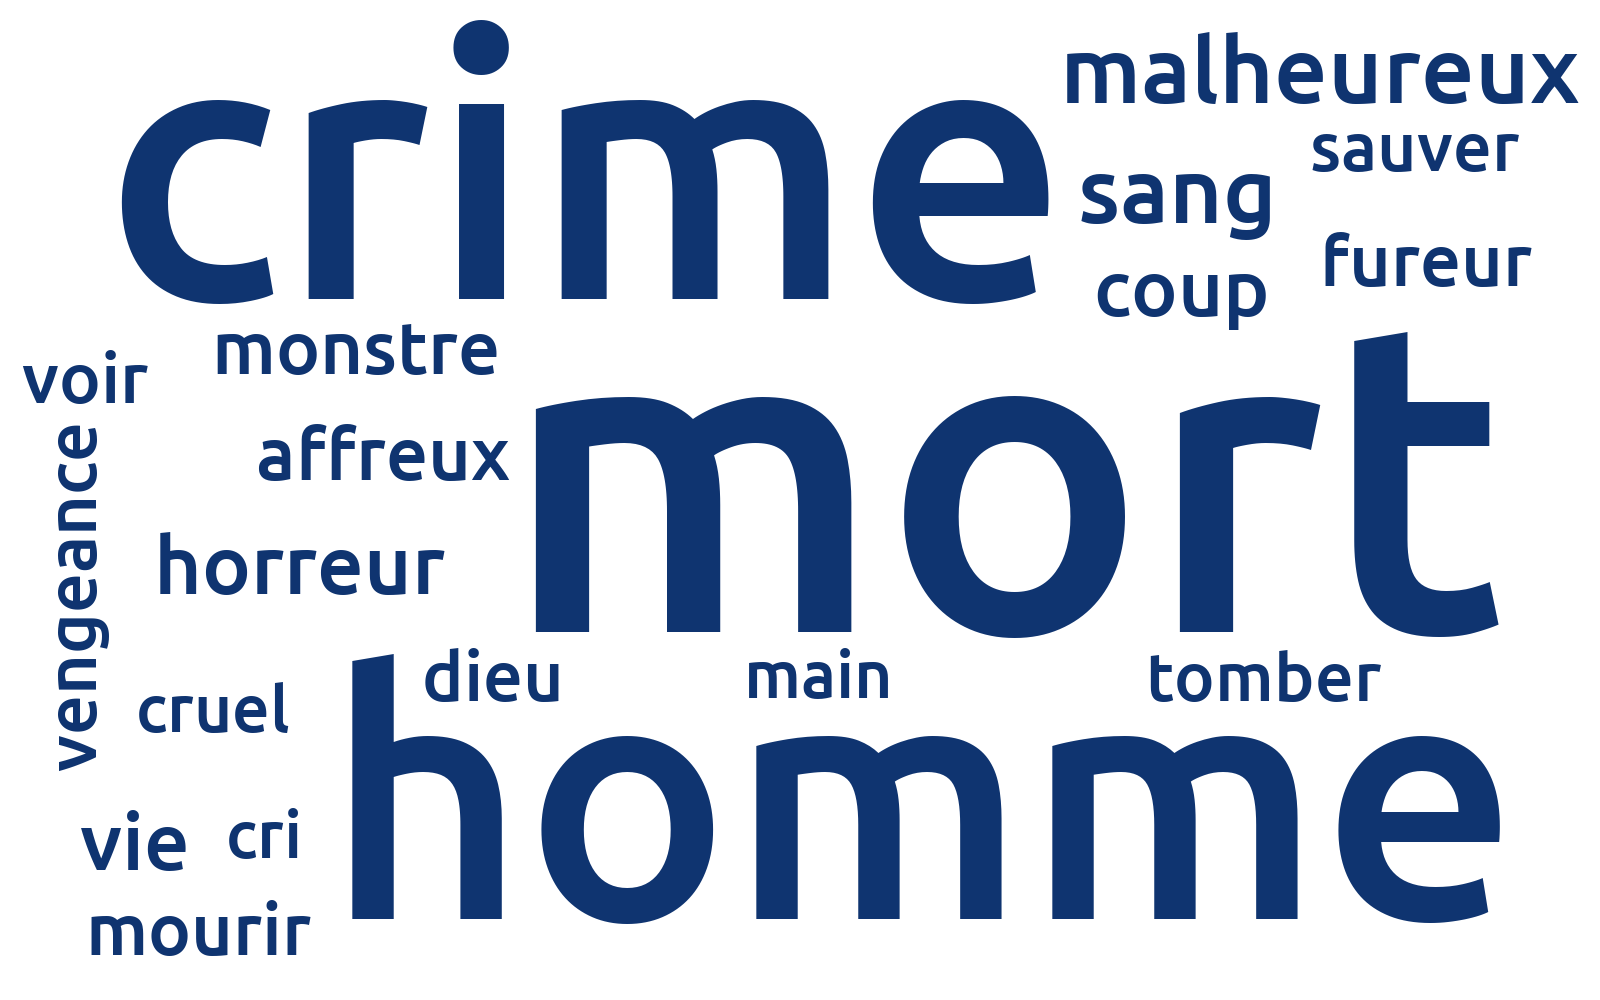 crime
malheureux
sauver
sang
fureur
coup
monstre
voir
mort
affreux
vengeance
horreur
dieu
main
tomber
cruel
homme
vie
cri
mourir